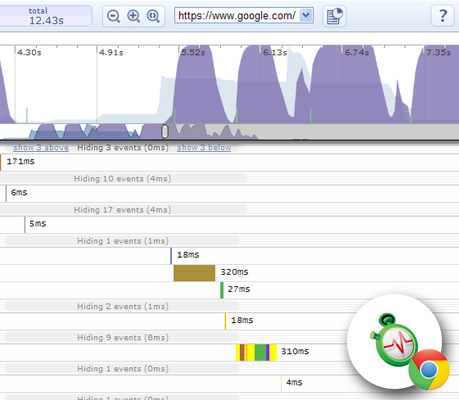 total
12.43s
https://www.google.com/
?
4.30s 4.91s 5.52s 6.13s 6.74s 7.35s
show 3 above Hiding 3 events (0ms) show 3 below
171ms
Hiding 10 events (4ms)
6ms
Hiding 17 events (4ms)
5ms
Hiding 1 events (1ms)
18ms
320ms
27ms
Hiding 2 events (1ms)
18ms
Hiding 9 events (8ms)
310ms
Hiding 1 events (0ms)
4ms
Hiding 1 events (0ms)